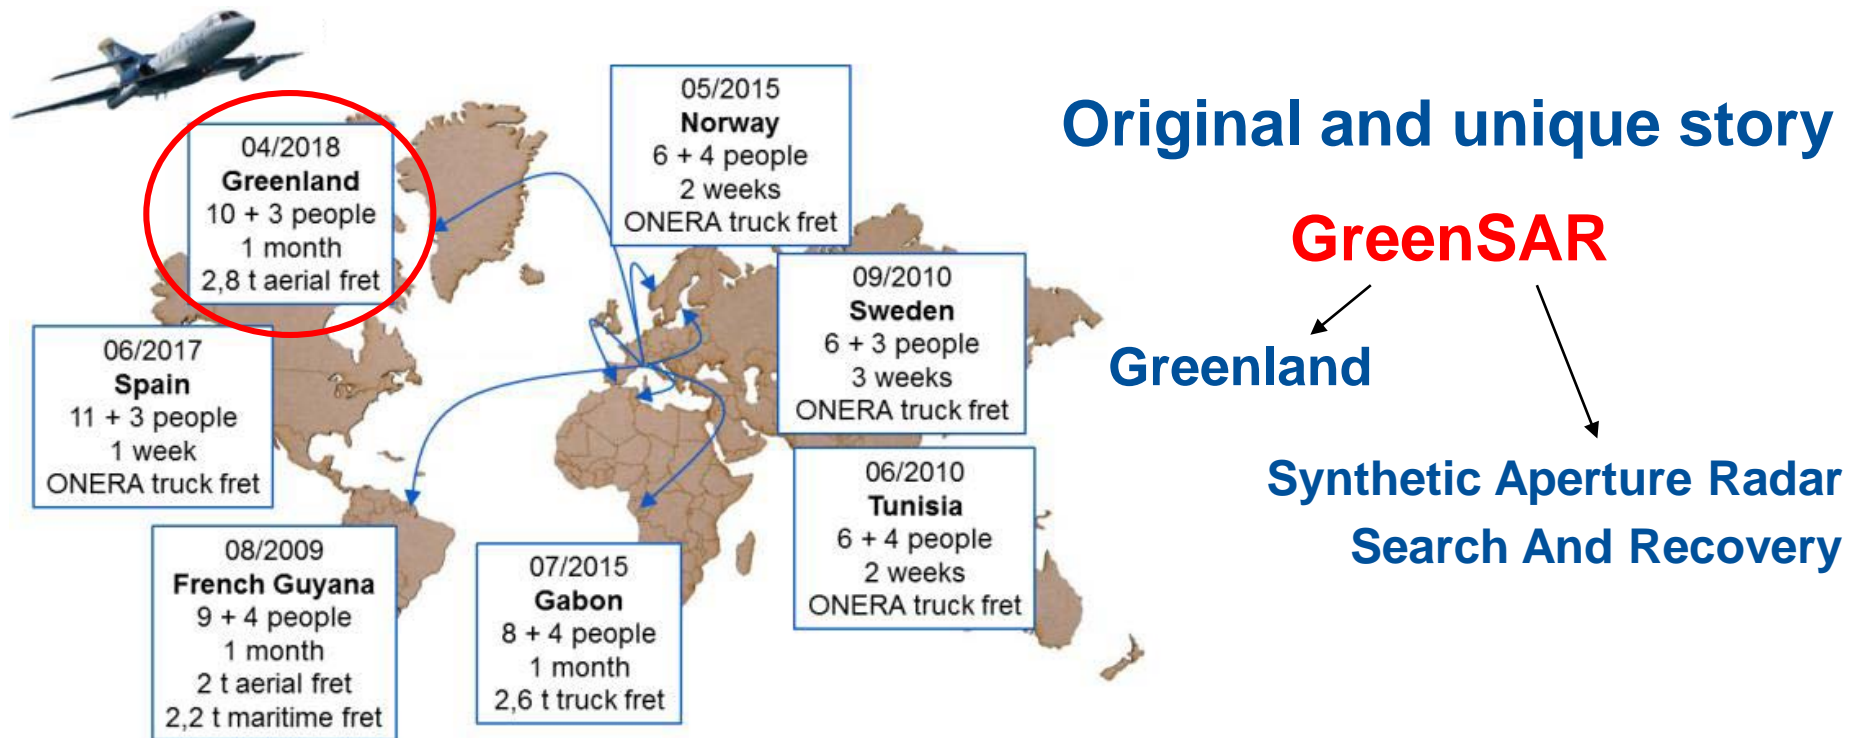 04/2018
Greenland
10 + 3 people
1 month
2,8 t aerial fret
05/2015
Norway
6 + 4 people
2 weeks
ONERA truck fret
09/2010
Sweden
6 + 3 people
3 weeks
ONERA truck fret
06/2017
Spain
11 + 3 people
1 week
ONERA truck fret
06/2010
Tunisia
6 + 4 people
2 weeks
ONERA truck fret
08/2009
French Guyana
9 + 4 people
1 month
2 t aerial fret
2,2 t maritime fret
07/2015
Gabon
8 + 4 people
1 month
2,6 t truck fret
Original and unique story
GreenSAR
Greenland
Synthetic Aperture Radar
Search And Recovery